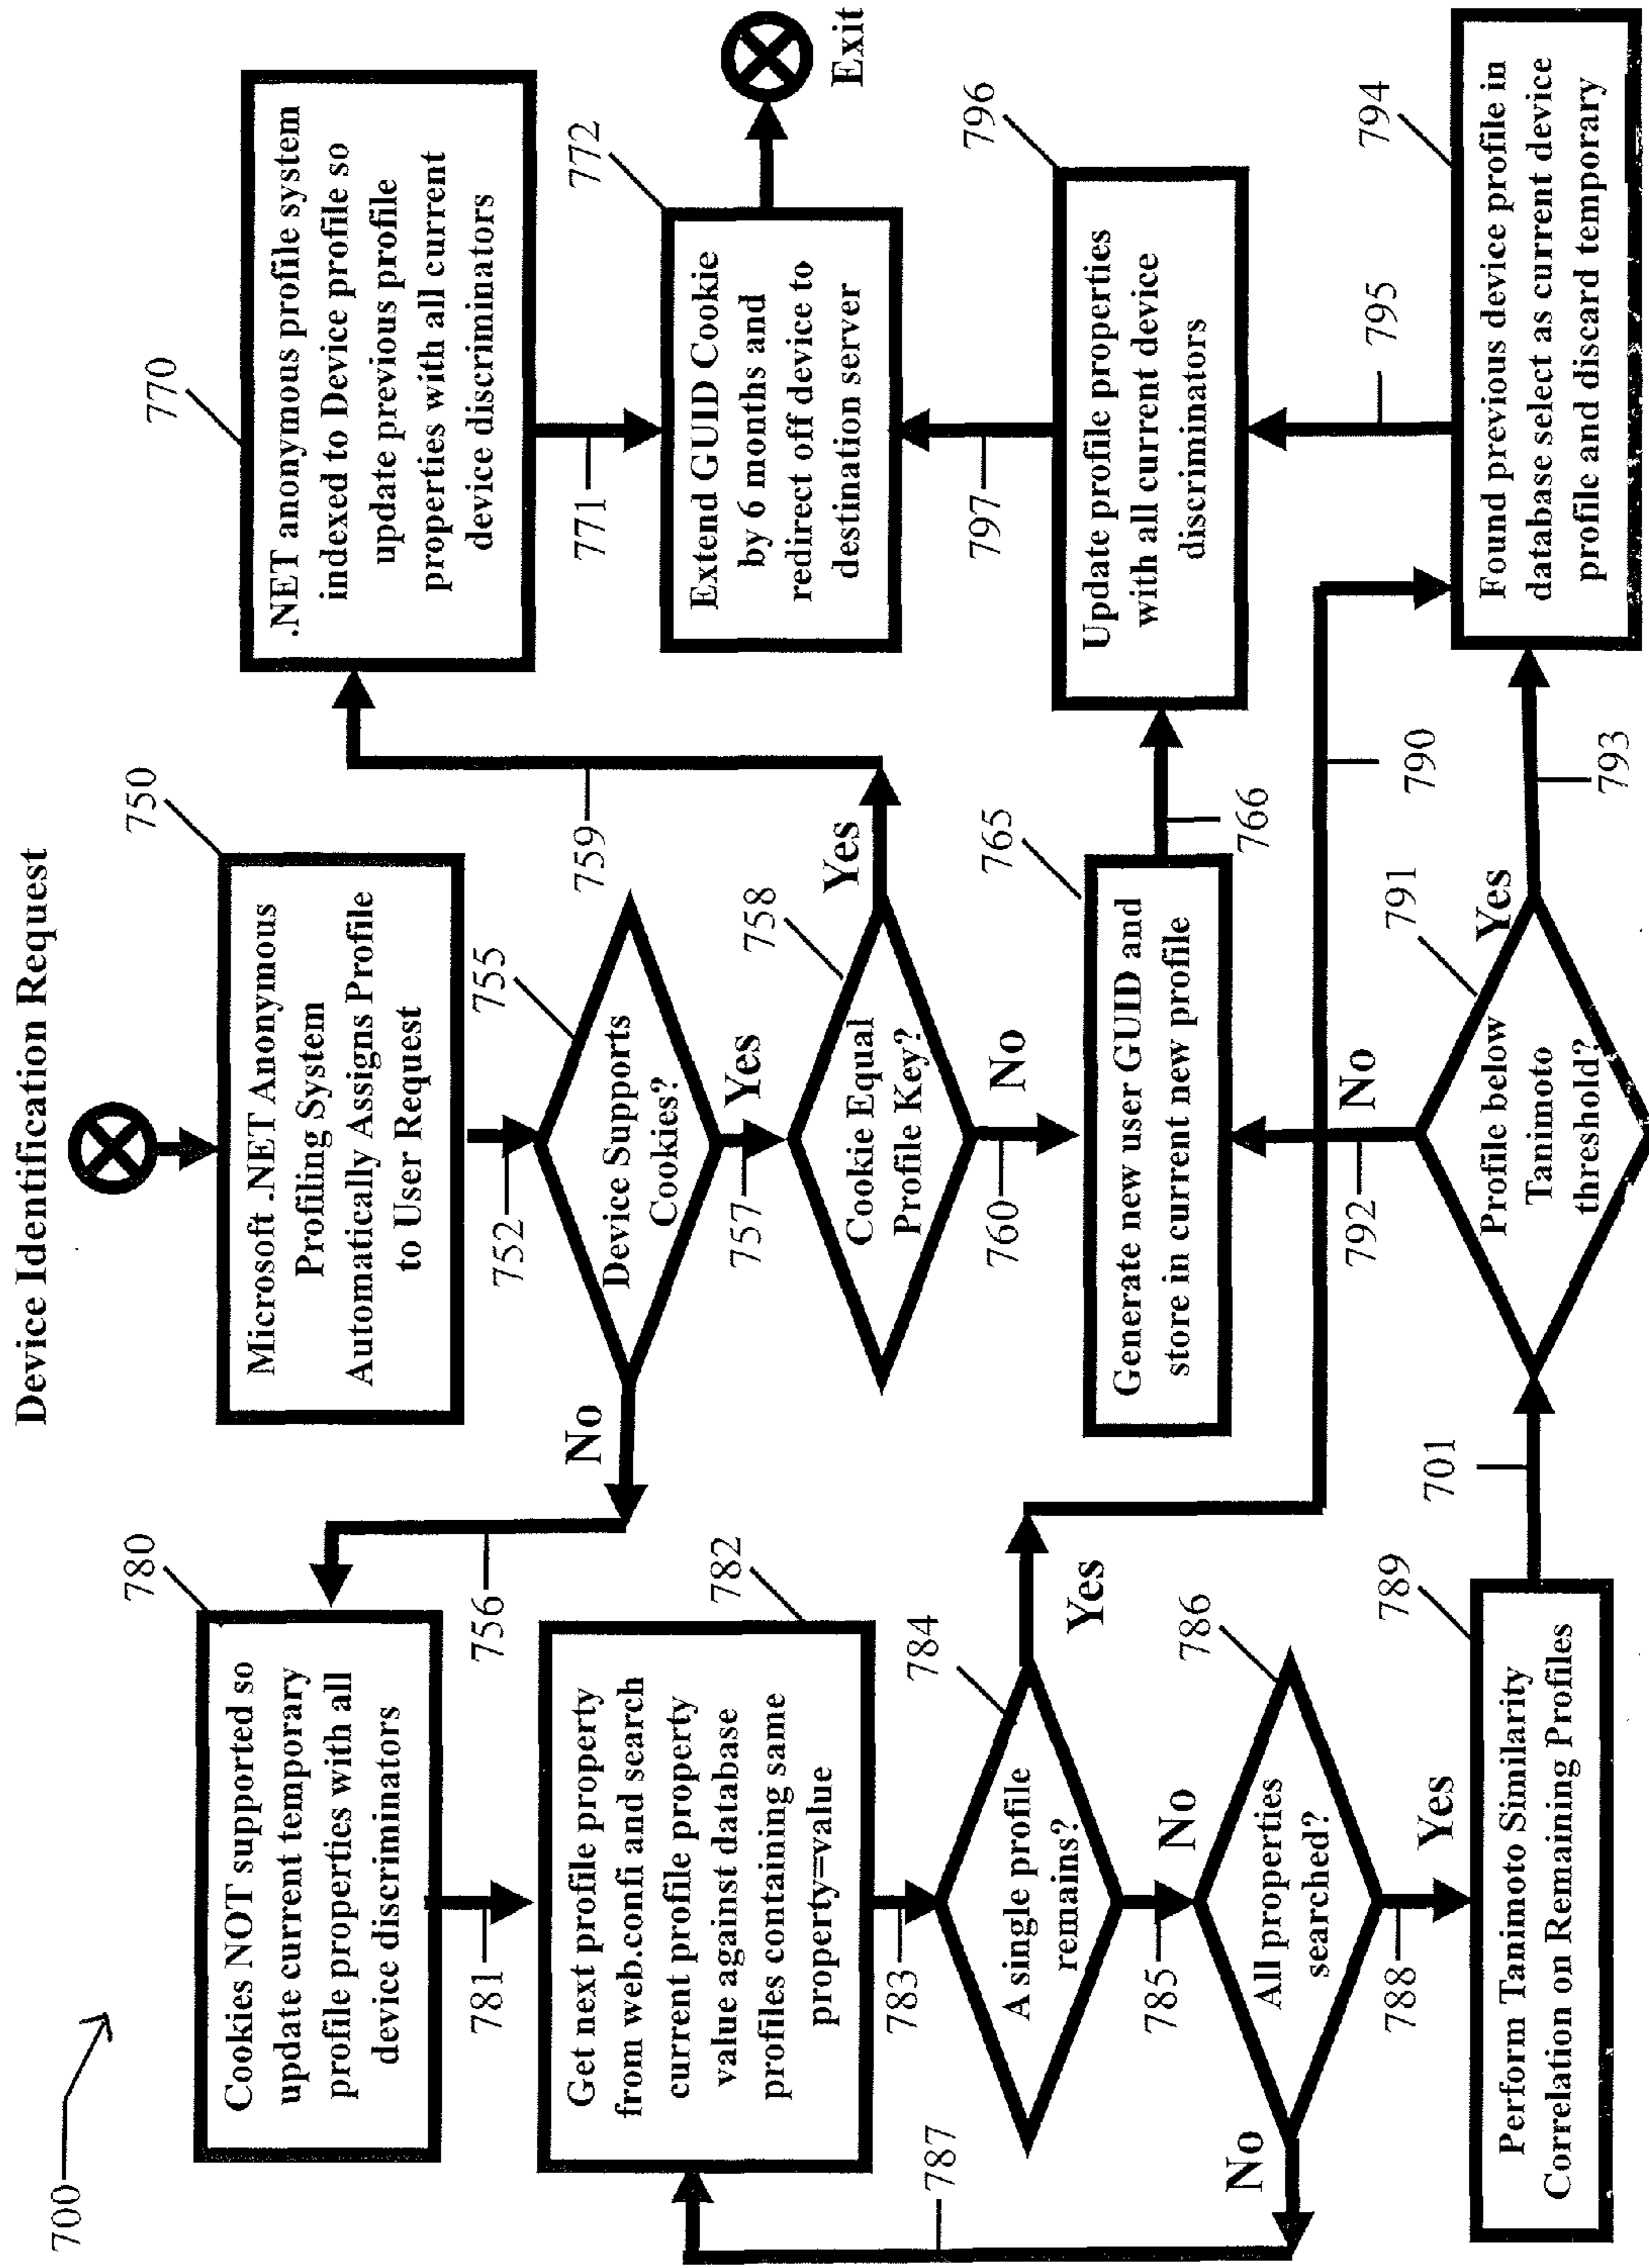 Device Identification Request
700
750
Microsoft .NET Anonymous
Profiling System
Automatically Assigns Profile
to User Request
752
755
Device Supports
Cookies?
No
756
Yes
757
758
Cookie Equal
Profile Key?
Yes
759
No
760
765
Generate new user GUID and
store in current new profile
766
770
.NET anonymous profile system
indexed to Device profile so
update previous profile
properties with all current
device discriminators
771
772
Extend GUID Cookie
by 6 months and
redirect off device to
destination server
Exit
780
Cookies NOT supported so
update current temporary
profile properties with all
device discriminators
781
782
Get next profile property
from web.confi and search
current profile property
value against database
profiles containing same
property=value
783
784
A single profile
remains?
Yes
790
No
785
786
All properties
searched?
No
787
Yes
788
789
Perform Tanimoto Similarity
Correlation on Remaining Profiles
701
791
Profile below
Tanimoto
threshold?
No
792
Yes
793
794
Found previous device profile in
database select as current device
profile and discard temporary
795
796
Update profile properties
with all current device
discriminators
797